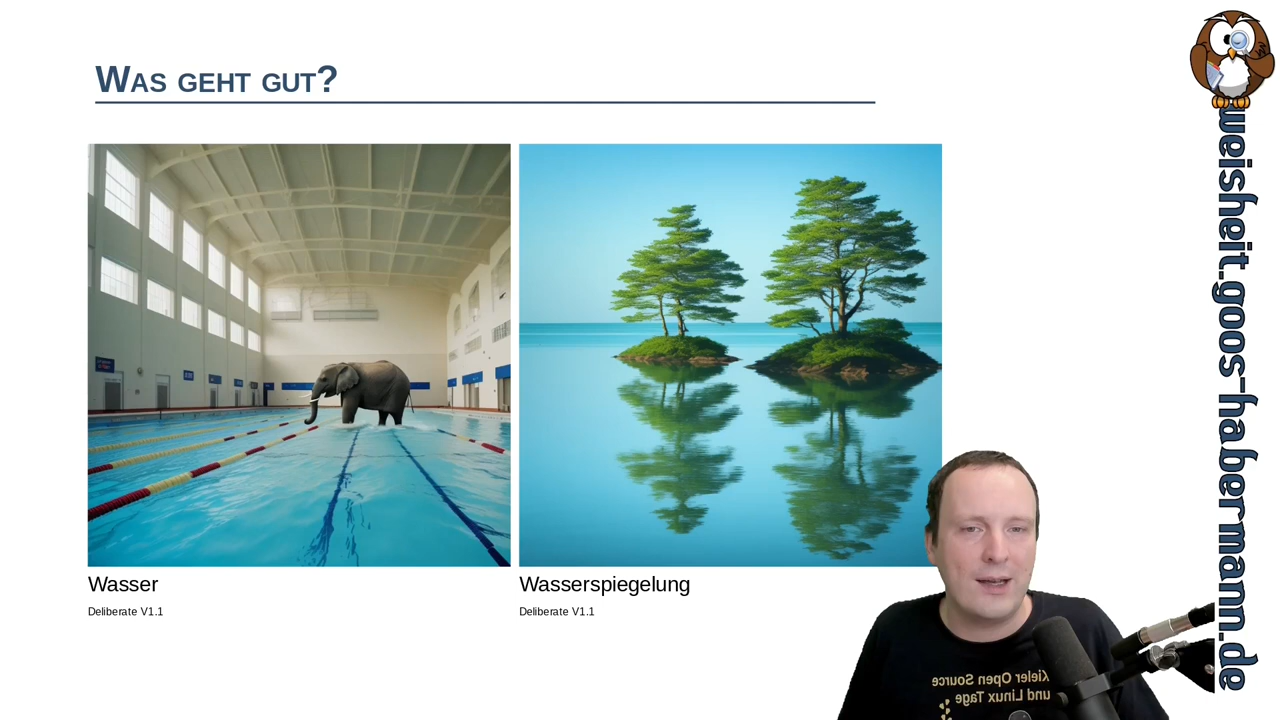 Was geht gut?
Wasser
Deliberate V1.1
Wasserspiegelung
Deliberate V1.1
Kieler Open Source
und Linux Tage
weisheit.goos-habermann.de